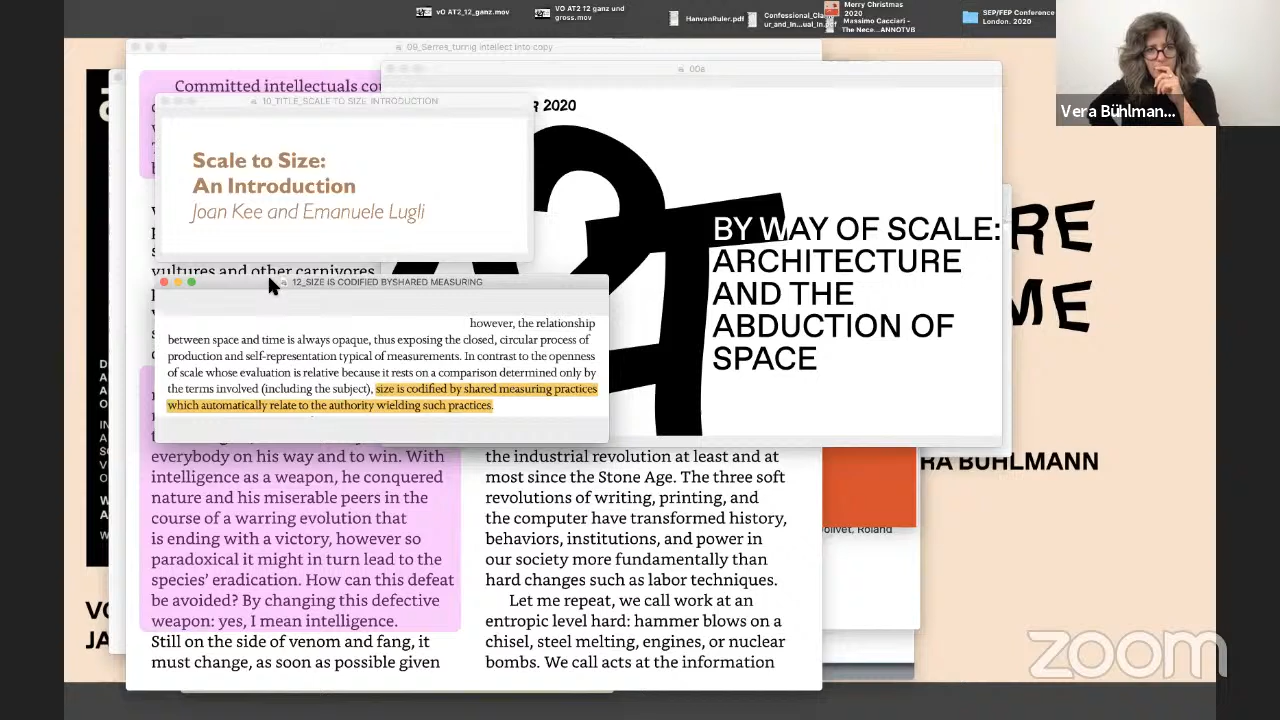 vO AT2_12_ganz.mov
VO AT2 12 ganz und
gross.mov
HanvanRuler.pdf
Confessional_Cla
ur_and_In...ual_In.pdf
Merry Christmas
2020
Massimo Cacciari -
The Nece...ANNOTVB
SEP/FEP Conference
London. 2020
Vera Bühlman...
09_Serres_turnig intellect into copy
00a
Committed intellectuals
10_TITLE_SCALE TO SIZE INTRODUCTION
Scale to Size:
An Introduction
Joan Kee and Emanuele Lugli
R 2020
BY WAY OF SCALE:
ARCHITECTURE
AND THE
ABDUCTION OF
SPACE
vultures and other carnivores
12_SIZE IS CODIFIED BYSHARED MEASURING
however, the relationship
between space and time is always opaque, thus exposing the closed, circular process of
production and self-representation typical of measurements. In contrast to the openness
of scale whose evaluation is relative because it rests on a comparison determined only by
the terms involved (including the subject), size is codified by shared measuring practices
which automatically relate to the authority wielding such practices.
everybody on his way and to win. With
intelligence as a weapon, he conquered
nature and his miserable peers in the
course of a warring evolution that
is ending with a victory, however so
paradoxical it might in turn lead to the
species' eradication. How can this defeat
be avoided? By changing this defective
weapon: yes, I mean intelligence.
Still on the side of venom and fang, it
must change, as soon as possible given
the industrial revolution at least and at
most since the Stone Age. The three soft
revolutions of writing, printing, and
the computer have transformed history,
behaviors, institutions, and power in
our society more fundamentally than
hard changes such as labor techniques.
Let me repeat, we call work at an
entropic level hard: hammer blows on a
chisel, steel melting, engines, or nuclear
bombs. We call acts at the information
RE
ME
RA BÜHLMANN
olivet, Roland
VO
JA
zoom